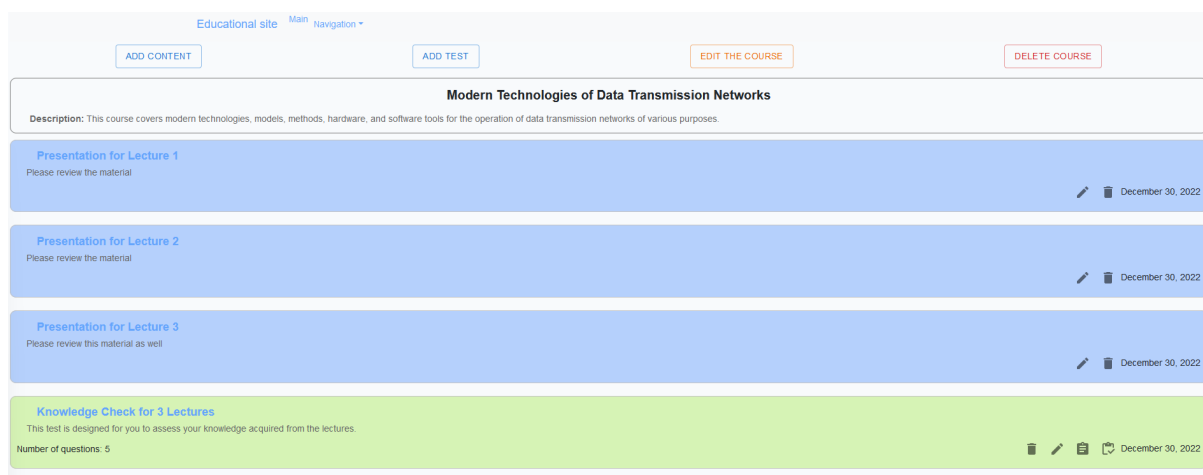 Educational site Main Navigation
ADD CONTENT ADD TEST EDIT THE COURSE DELETE COURSE
Modern Technologies of Data Transmission Networks
Description: This course covers modern technologies, models, methods, hardware, and software tools for the operation of data transmission networks of various purposes.
Presentation for Lecture 1
Please review the material
December 30, 2022
Presentation for Lecture 2
Please review the material
December 30, 2022
Presentation for Lecture 3
Please review this material as well
December 30, 2022
Knowledge Check for 3 Lectures
This test is designed for you to assess your knowledge acquired from the lectures.
Number of questions: 5 December 30, 2022